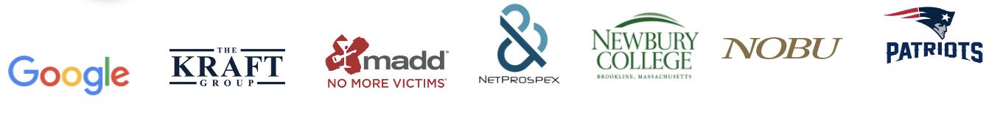 Google
THE
KRAFT
GROUP
madd®
NO MORE VICTIMS®
&
NETPROSPEX
NEWBURY
COLLEGE
BROOKLINE, MASSACHUSETTS
NOBU
PATRIOTS